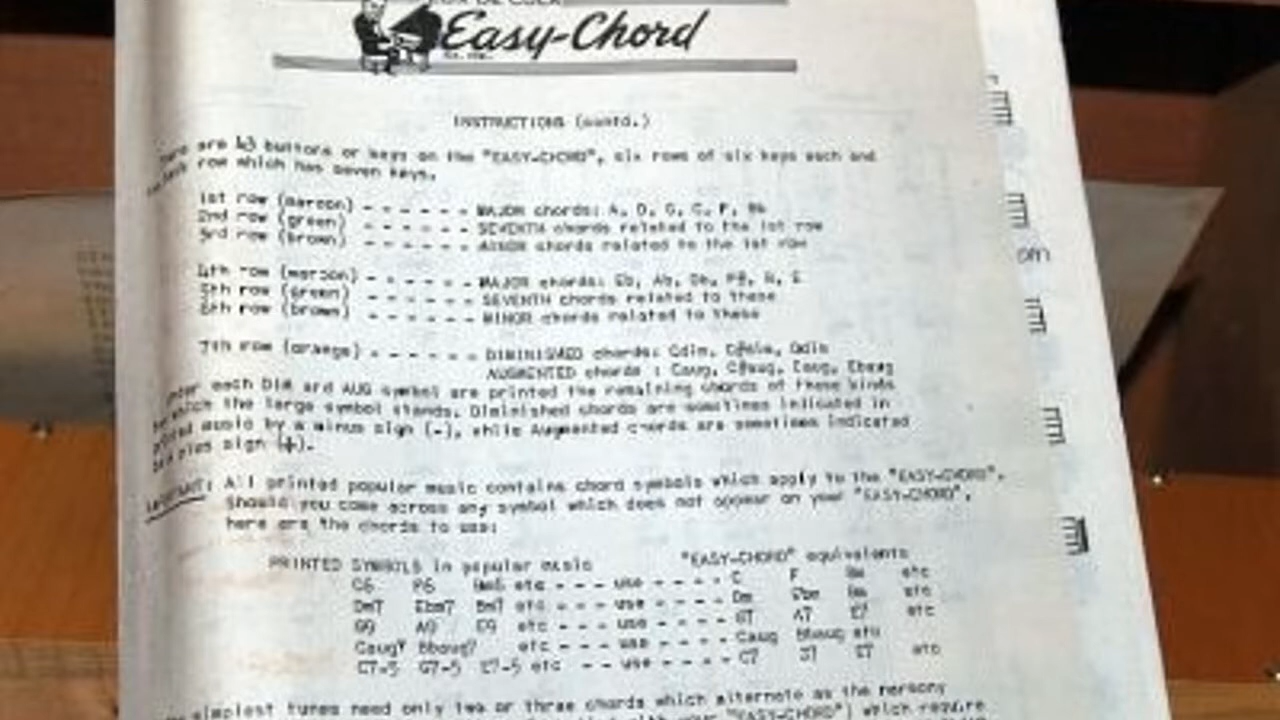 Easy-Chord
INSTRUCTIONS (contd.)
are 43 buttons or keys on the "EASY-CHORD", six rows of six keys each and
row which has seven keys.
1st row (maroon) - - - - - - MAJOR chords: A, D, G, C, F, Bb
2nd row (green) - - - - - - SEVENTH chords related to the 1st row
3rd row (brown) - - - - - - MINOR chords related to the 1st row
4th row (maroon) - - - - - - MAJOR chords: Eb, Ab, Db, F#, B, E
5th row (green) - - - - - - SEVENTH chords related to these
6th row (brown) - - - - - - MINOR chords related to these
7th row (orange) - - - - - - DIMINISHED chords: Cdim, C#dim, Ddim
AUGMENTED chords : Caug, C#aug, Ebaug
each DIM and AUG symbol are printed the remaining chords of these kinds
which the large symbol stands. Diminished chords are sometimes indicated in
printed music by a minus sign (-), while Augmented chords are sometimes indicated
plus sign (+).
IMPORTANT: All printed popular music contains chord symbols which apply to the "EASY-CHORD".
Should you come across any symbol which does not appear on your "EASY-CHORD",
here are the chords to use:
PRINTED SYMBOLS in popular music "EASY-CHORD" equivalents
C6 F6 etc - - - use - - - - C F etc
Dm7 Ebm7 Bm7 etc - - - use - - - - Dm Ebm Bm etc
G9 A9 etc - - - use - - - - G7 A7 etc
Caug7 Bbaug7 etc - - - use - - - - Caug Bbaug etc
C7-5 G7-5 E7-5 etc - - use - - - - C7 G7 E7 etc
simplest tunes need only two or three chords which alternate as the
your "EASY-CHORD") which require